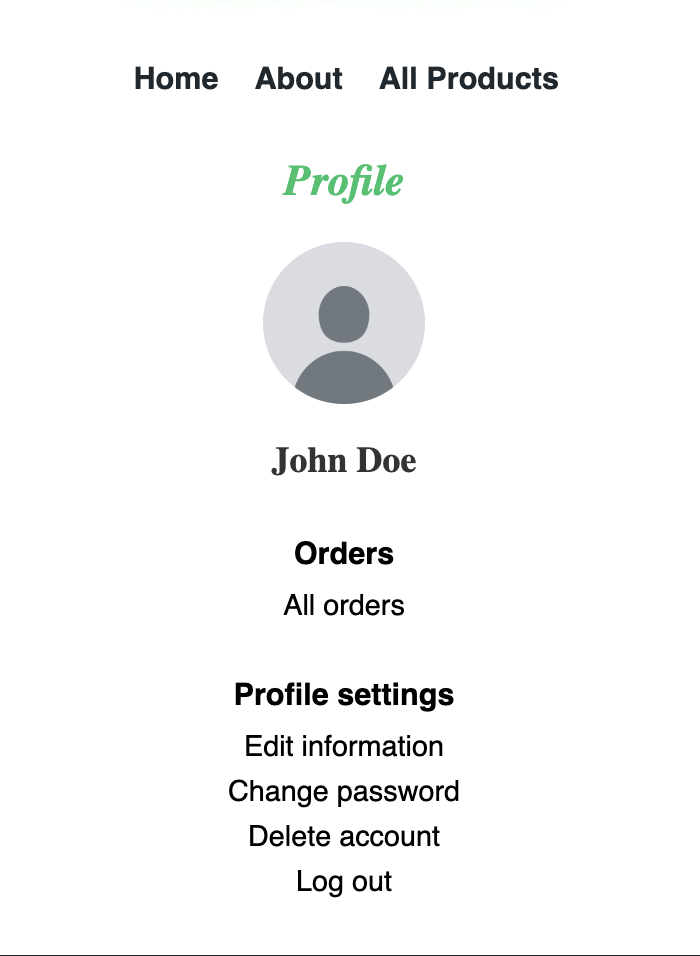 Home About All Products
Profile
John Doe
Orders
All orders
Profile settings
Edit information
Change password
Delete account
Log out